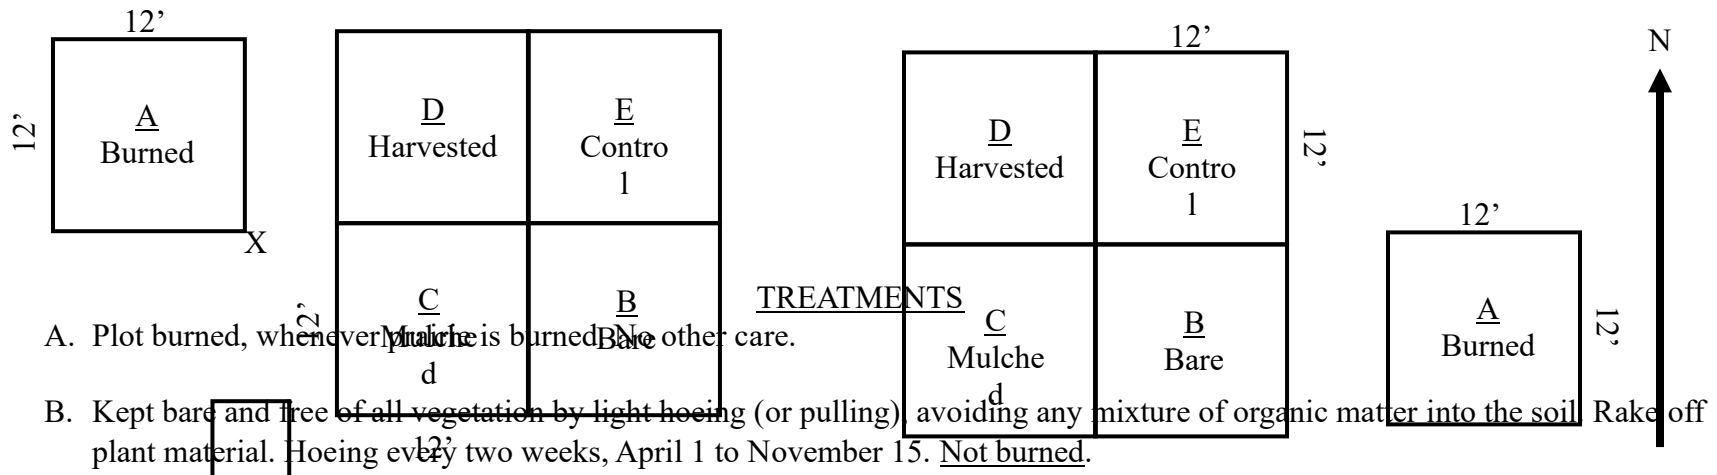 12’
12’
N
12’
A
Burned
D
Harvested
E
Contro
l
D
Harvested
E
Contro
l
12’
X
12’
12’
C
Mulche
d
B
Bare
C
Mulche
d
B
Bare
A
Burned
12’
TREATMENTS
A. Plot burned, whenever prairie is burned. No other care.
B. Kept bare and free of all vegetation by light hoeing (or pulling), avoiding any mixture of organic matter into the soil. Rake off
plant material. Hoeing every two weeks, April 1 to November 15. Not burned.
12’